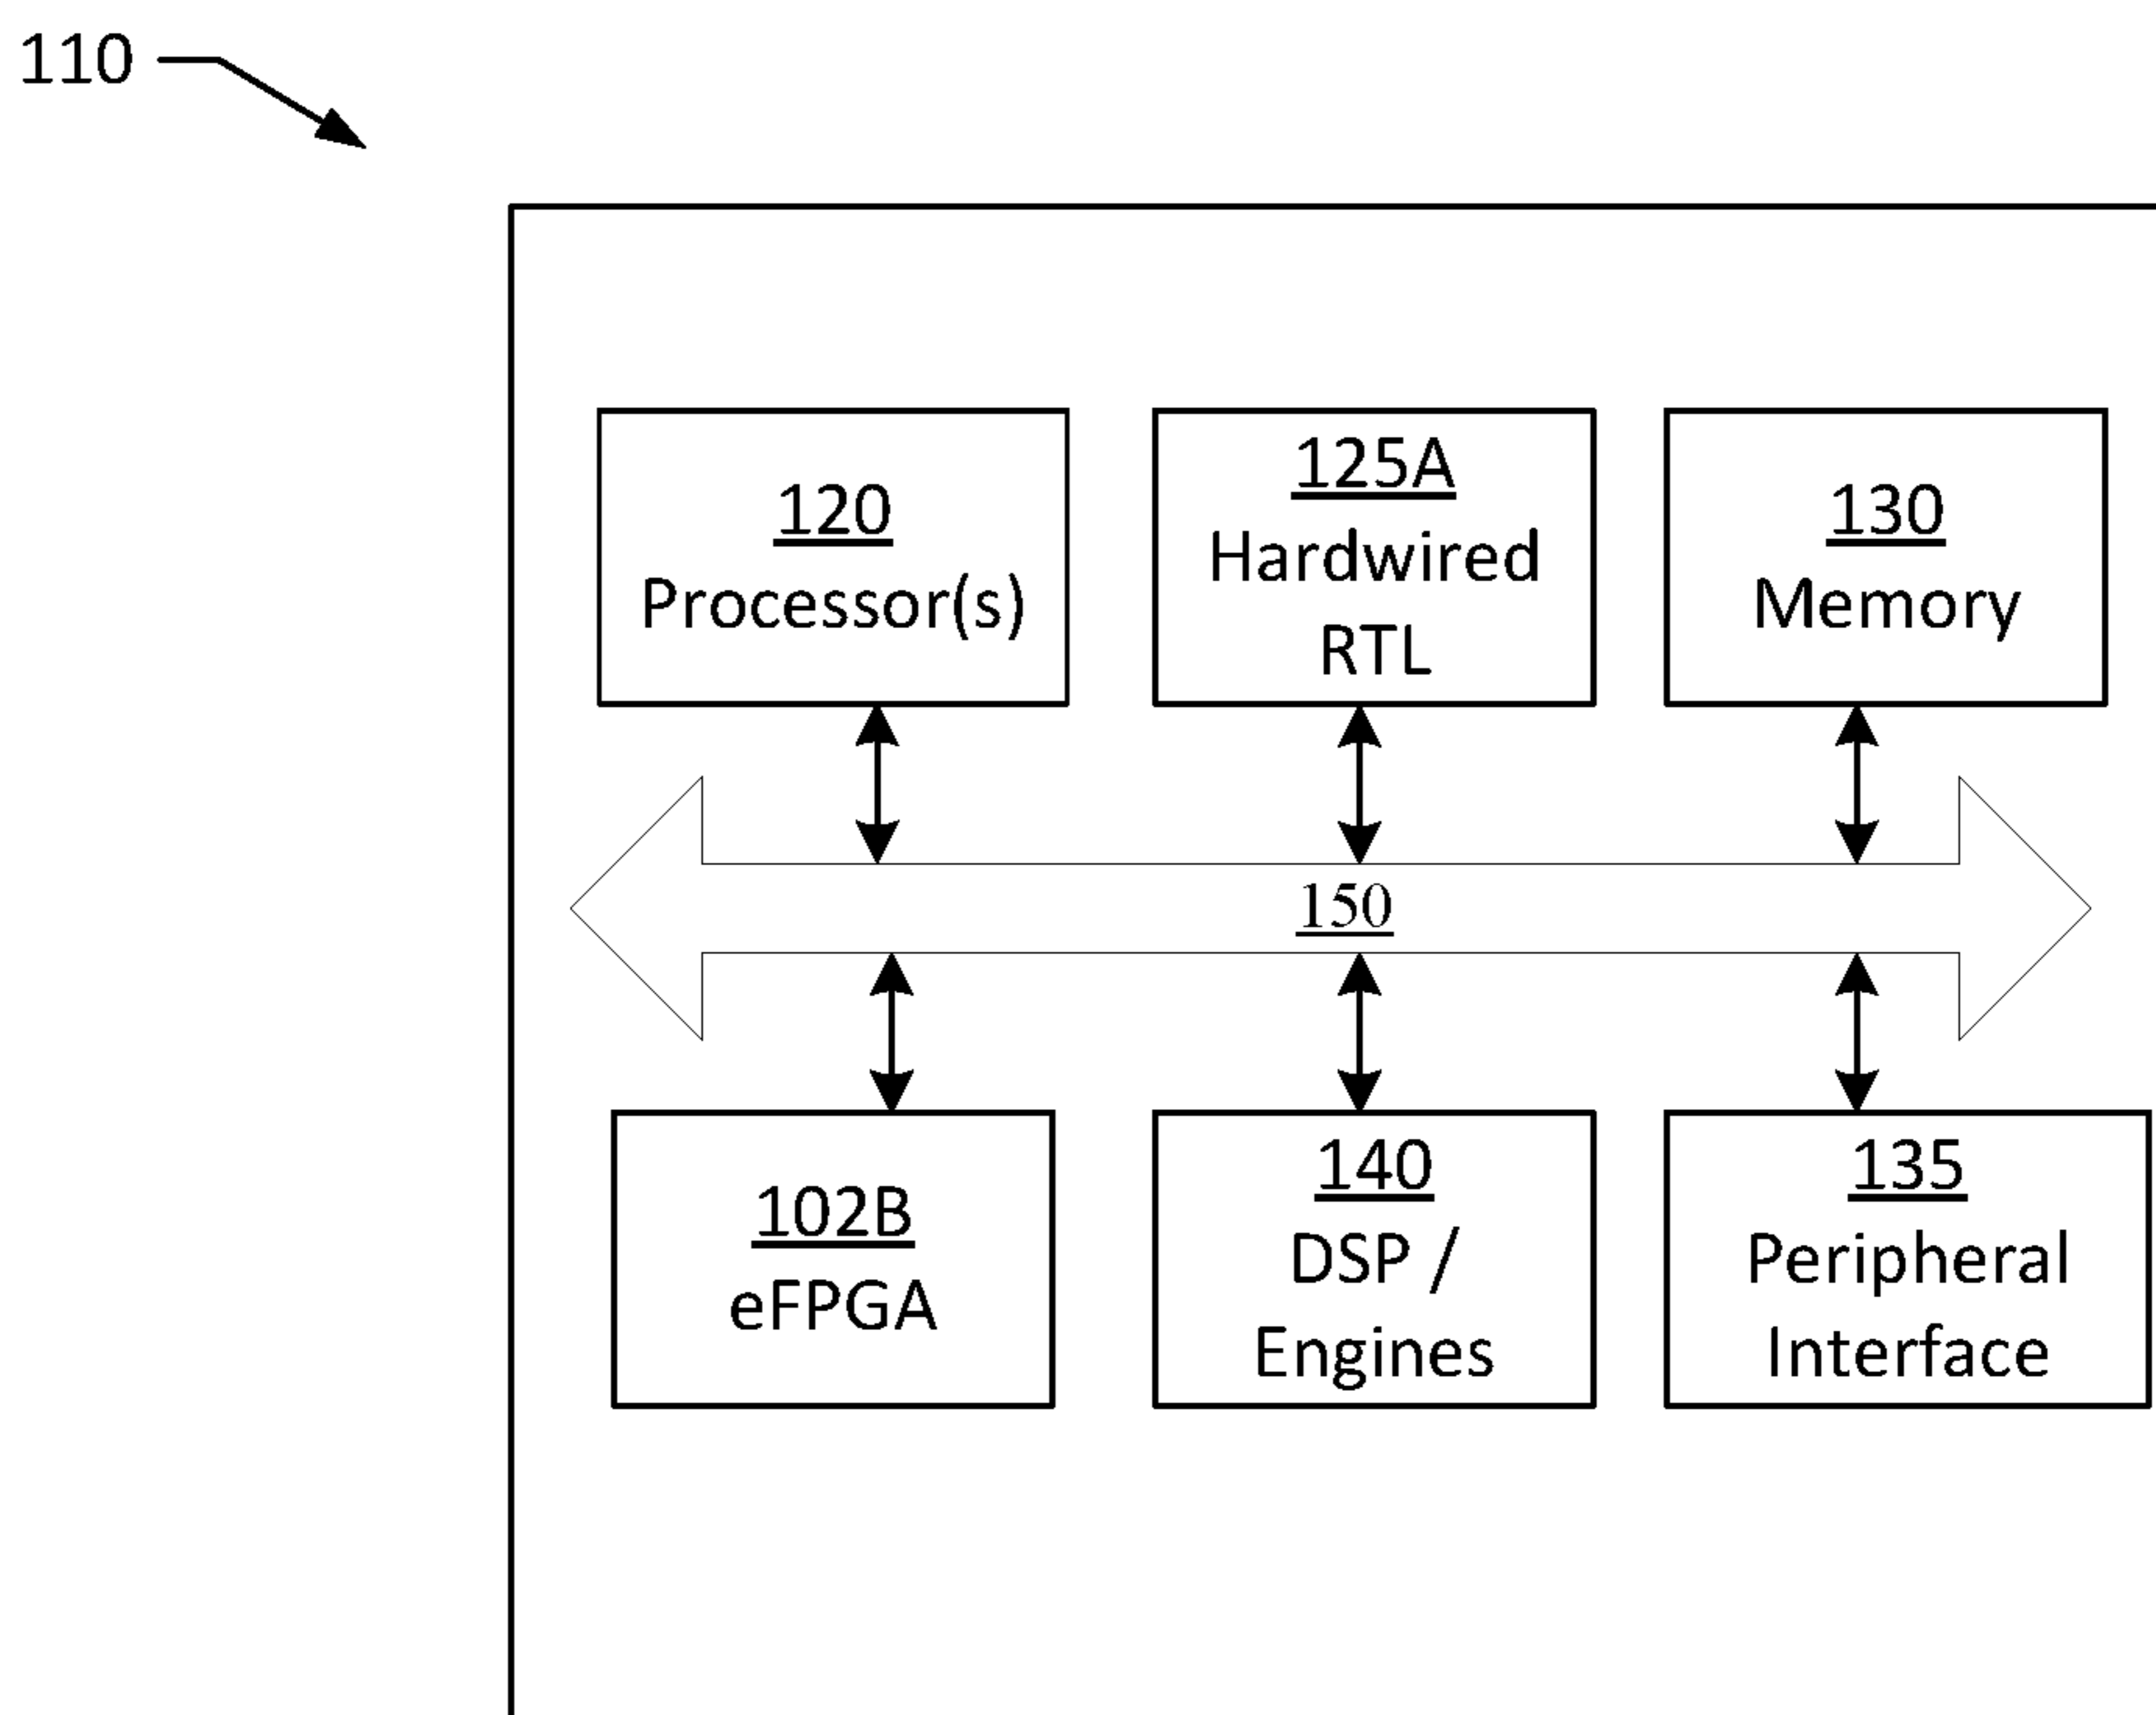 110
120
Processor(s)
125A
Hardwired
RTL
130
Memory
150
102B
eFPGA
140
DSP /
Engines
135
Peripheral
Interface